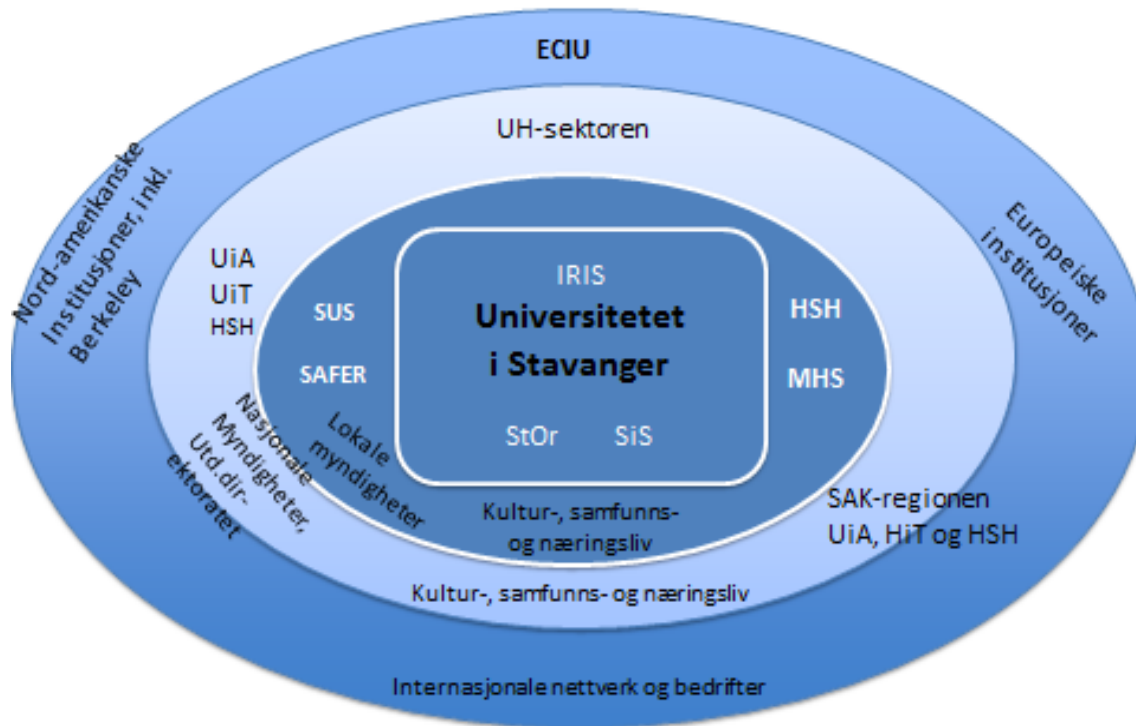 ECIU
UH-sektoren
Nord-amerikanske
Institusjoner, inkl.
Berkeley
Europeiske
institusjoner
UiA
UiT
HSH
SUS
SAFER
IRIS
Universitetet
i Stavanger
StOr SiS
HSH
MHS
Nasjonale
Myndigheter,
Utd.dir-
ektoratet
Lokale
myndigheter
Kultur-, samfunns-
og næringsliv
SAK-regionen
UiA, HiT og HSH
Kultur-, samfunns- og næringsliv
Internasjonale nettverk og bedrifter